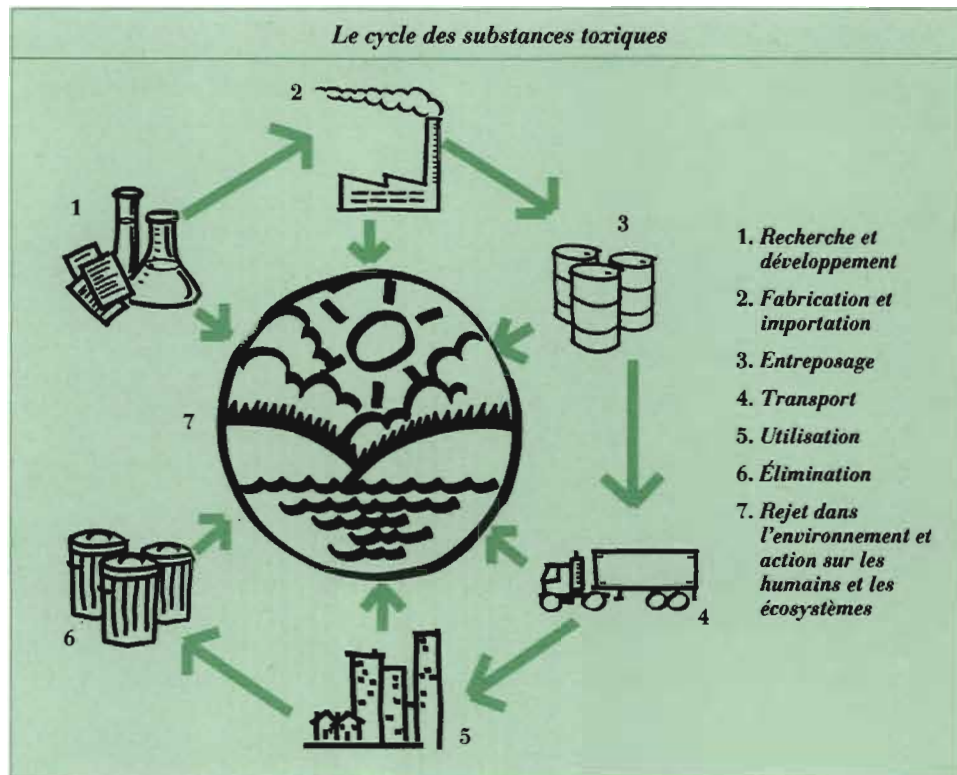 Le cycle des substances toxiques
2
1
3
7
6
4
5
1. Recherche et
développement
2. Fabrication et
importation
3. Entreposage
4. Transport
5. Utilisation
6. Élimination
7. Rejet dans
l'environnement et
action sur les
humains et les
écosystèmes